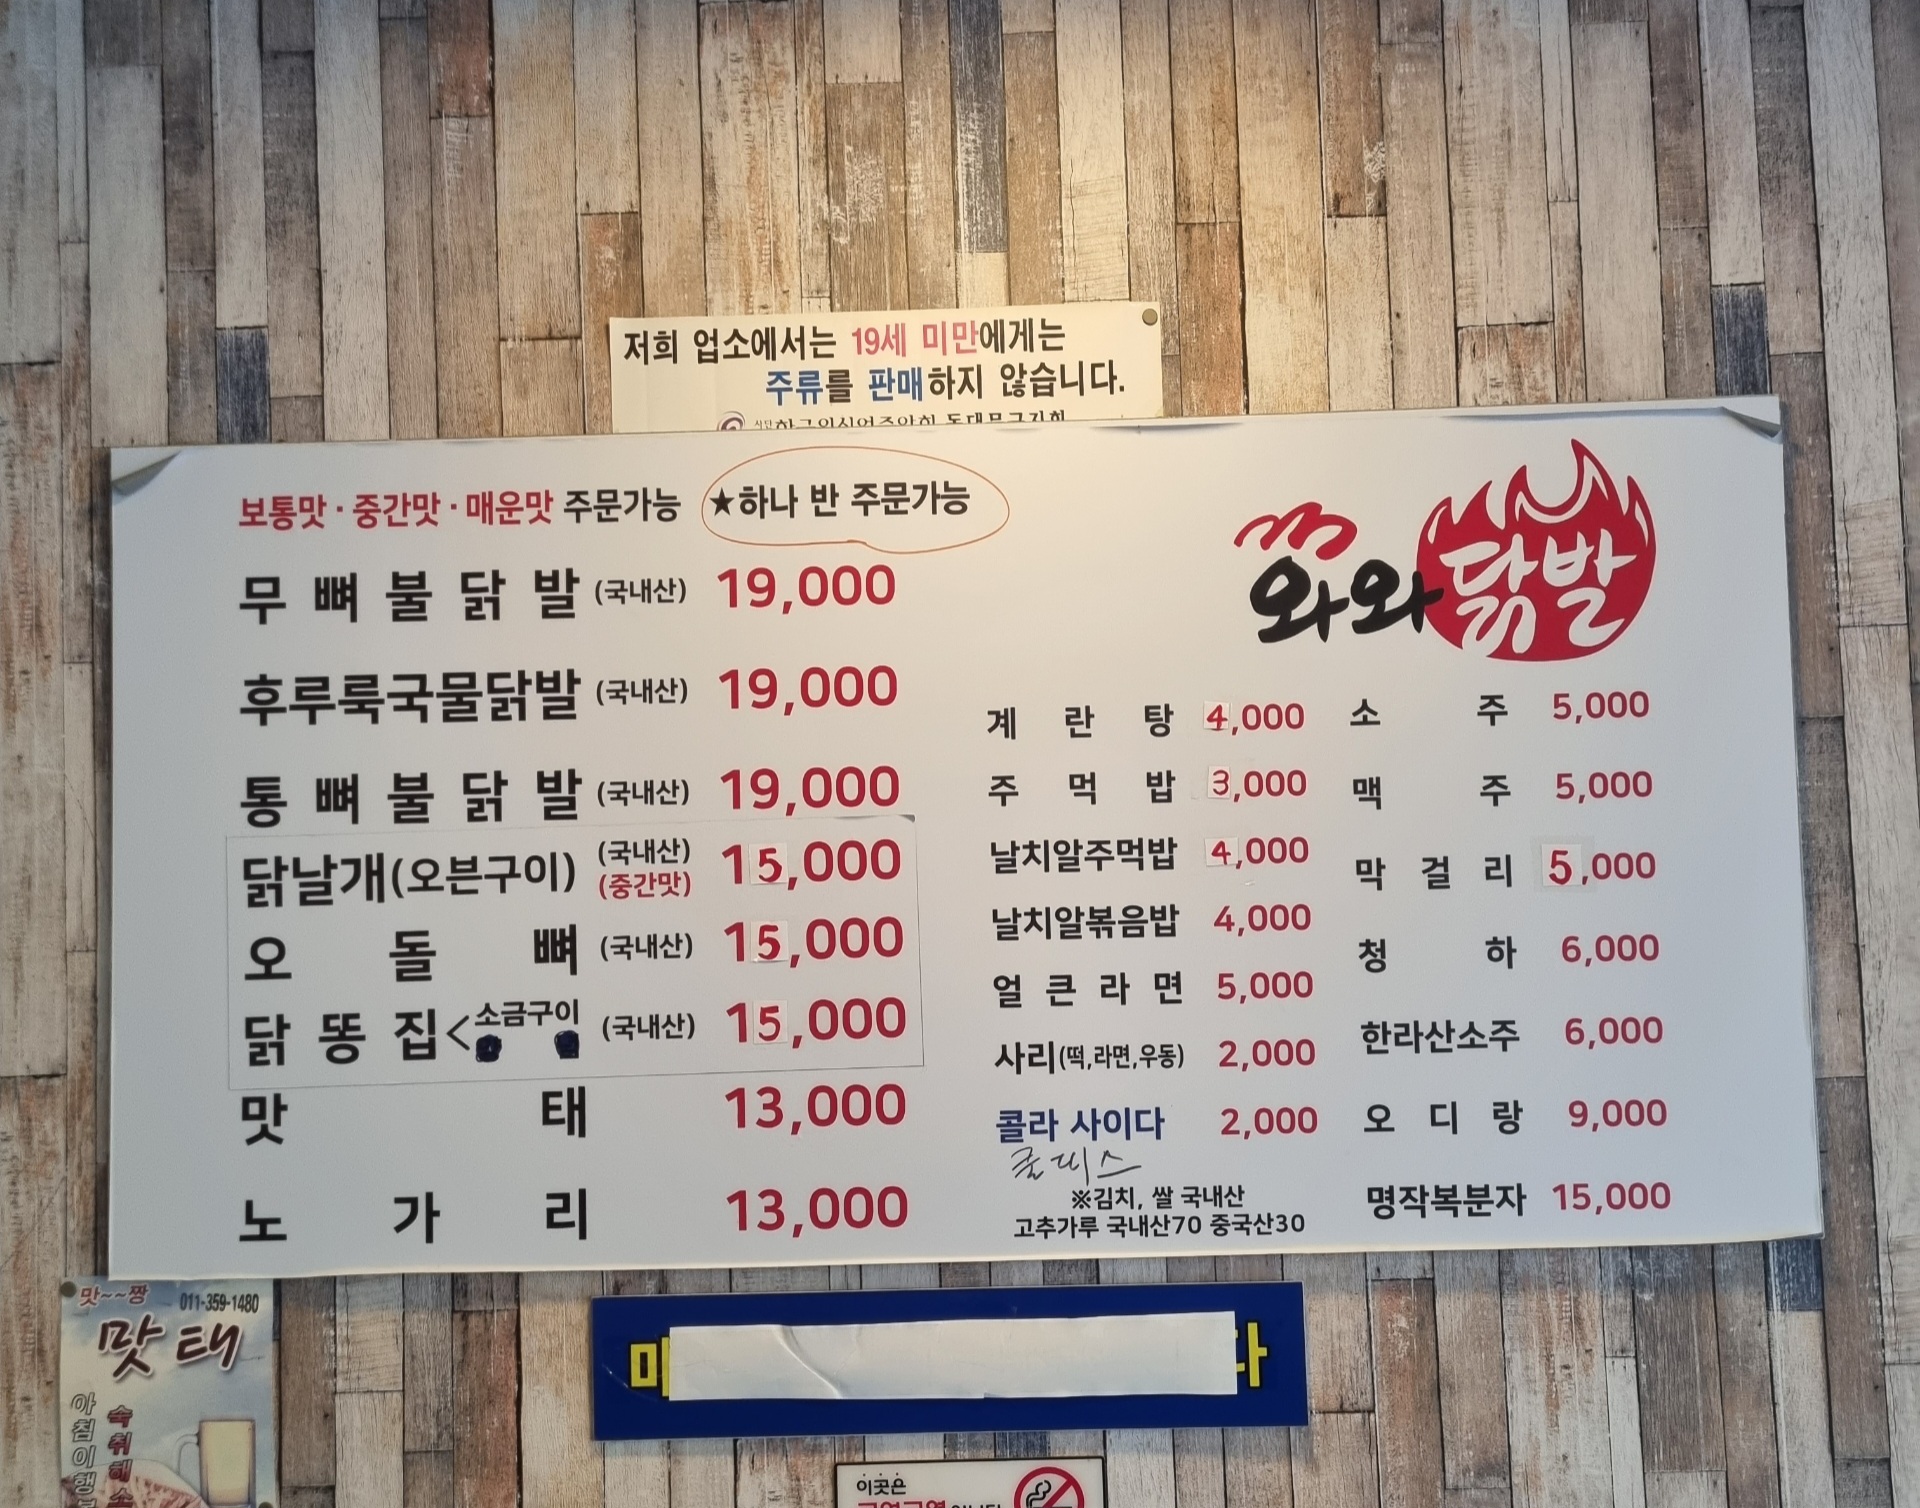 저희 업소에서는 19세 미만에게는
주류를 판매하지 않습니다.
보통맛·중간맛·매운맛 주문가능 ★하나 반 주문가능
와와닭발
무뼈불닭발 (국내산) 19,000
후루룩국물닭발 (국내산) 19,000
통뼈불닭발 (국내산) 19,000
닭날개(오븐구이) (국내산) (중간맛) 15,000
오돌뼈 (국내산) 15,000
닭똥집< 소금구이 (국내산) 15,000
맛태 13,000
노가리 13,000
계란탕 4,000
주먹밥 3,000
날치알주먹밥 4,000
날치알볶음밥 4,000
얼큰라면 5,000
사리(떡,라면,우동) 2,000
콜라 사이다 2,000
쿨피스
※김치, 쌀 국내산
고추가루 국내산70 중국산30
소주 5,000
맥주 5,000
막걸리 5,000
청하 6,000
한라산소주 6,000
오디랑 9,000
명작복분자 15,000
맛~~짱 011-359-1480
맛태
이곳은